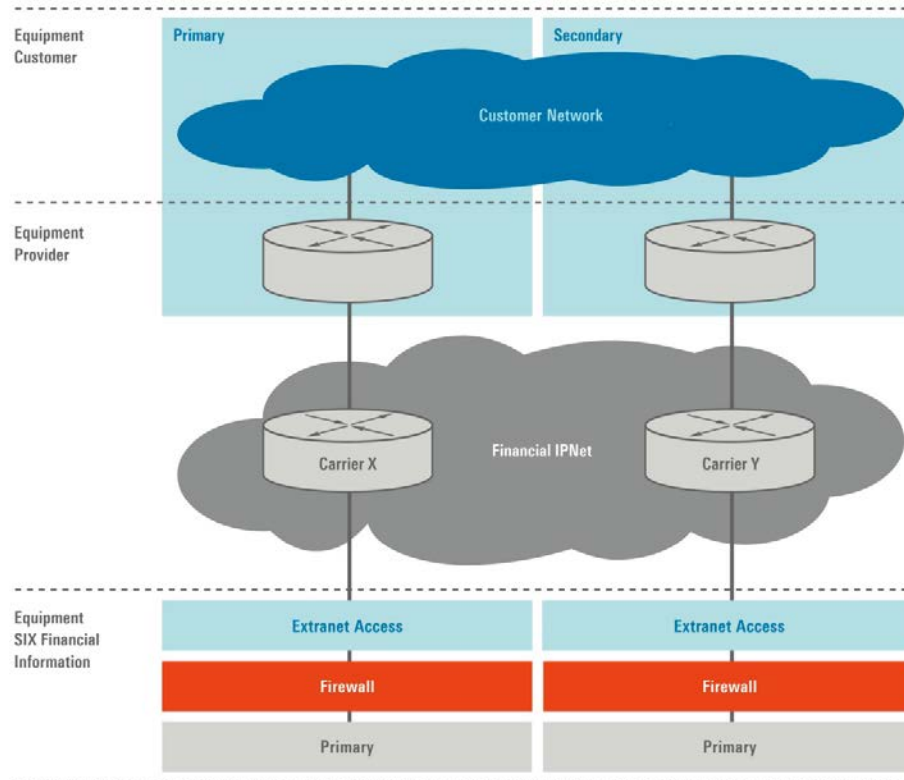 Equipment
Customer
Primary
Secondary
Customer Network
Equipment
Provider
Carrier X
Financial IPNet
Carrier Y
Equipment
SIX Financial
Information
Extranet Access
Extranet Access
Firewall
Firewall
Primary
Primary